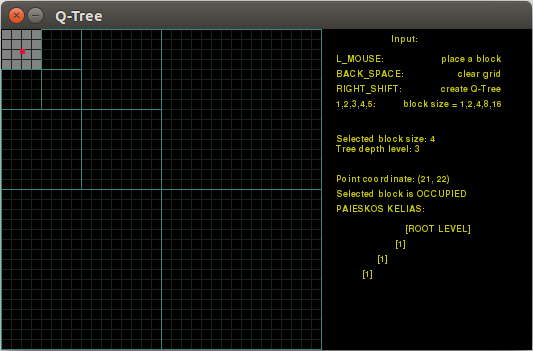 Q-Tree
Input:
L_MOUSE: place a block
BACK_SPACE: clear grid
RIGHT_SHIFT: create Q-Tree
1,2,3,4,5: block size = 1,2,4,8,16
Selected block size: 4
Tree depth level: 3
Point coordinate: (21, 22)
Selected block is OCCUPIED
PAIESKOS KELIAS:
[ROOT LEVEL]
[1]
[1]
[1]